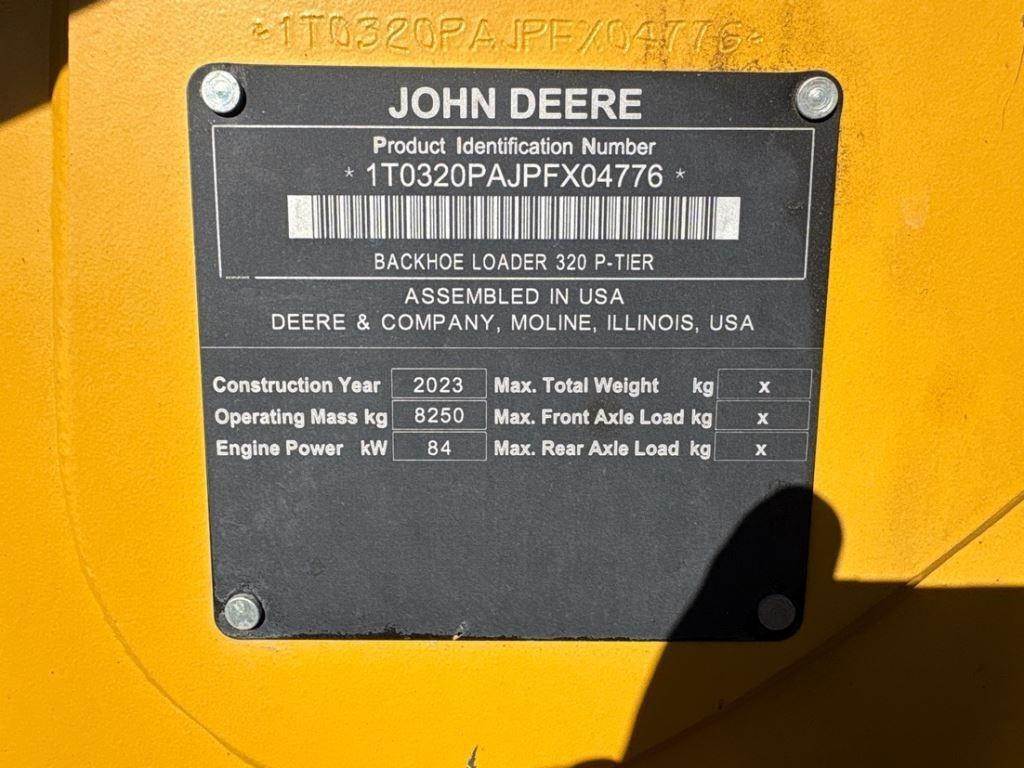 *1T0320PAJPFX04776*
JOHN DEERE
Product Identification Number
* 1T0320PAJPFX04776 *
BACKHOE LOADER 320 P-TIER
ASSEMBLED IN USA
DEERE & COMPANY, MOLINE, ILLINOIS, USA
Construction Year 2023 Max. Total Weight kg x
Operating Mass kg 8250 Max. Front Axle Load kg x
Engine Power kW 84 Max. Rear Axle Load kg x